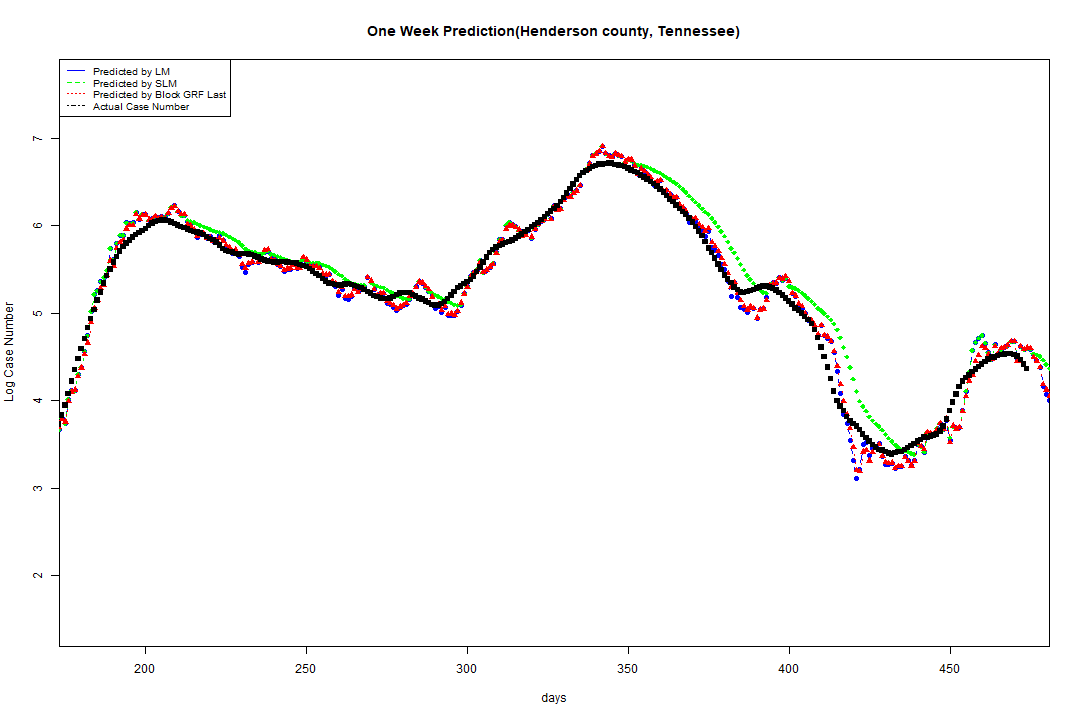 One Week Prediction(Henderson county, Tennessee)
Predicted by LM
Predicted by SLM
Predicted by Block GRF Last
Actual Case Number
7
6
5
4
3
2
Log Case Number
200 250 300 350 400 450
days